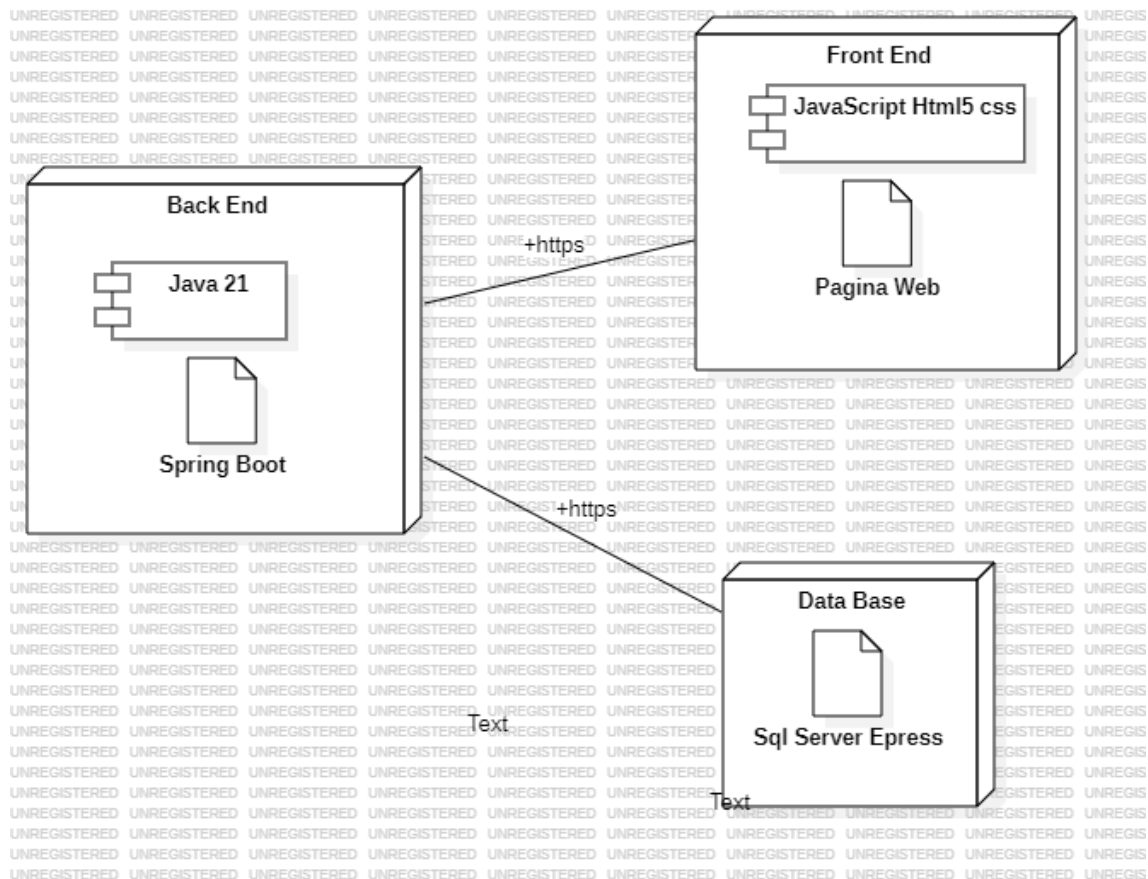 Front End
JavaScript Html5 css
Pagina Web
Back End
Java 21
Spring Boot
+https
+https
Data Base
Sql Server Epress
Text
Text
UNREGISTERED